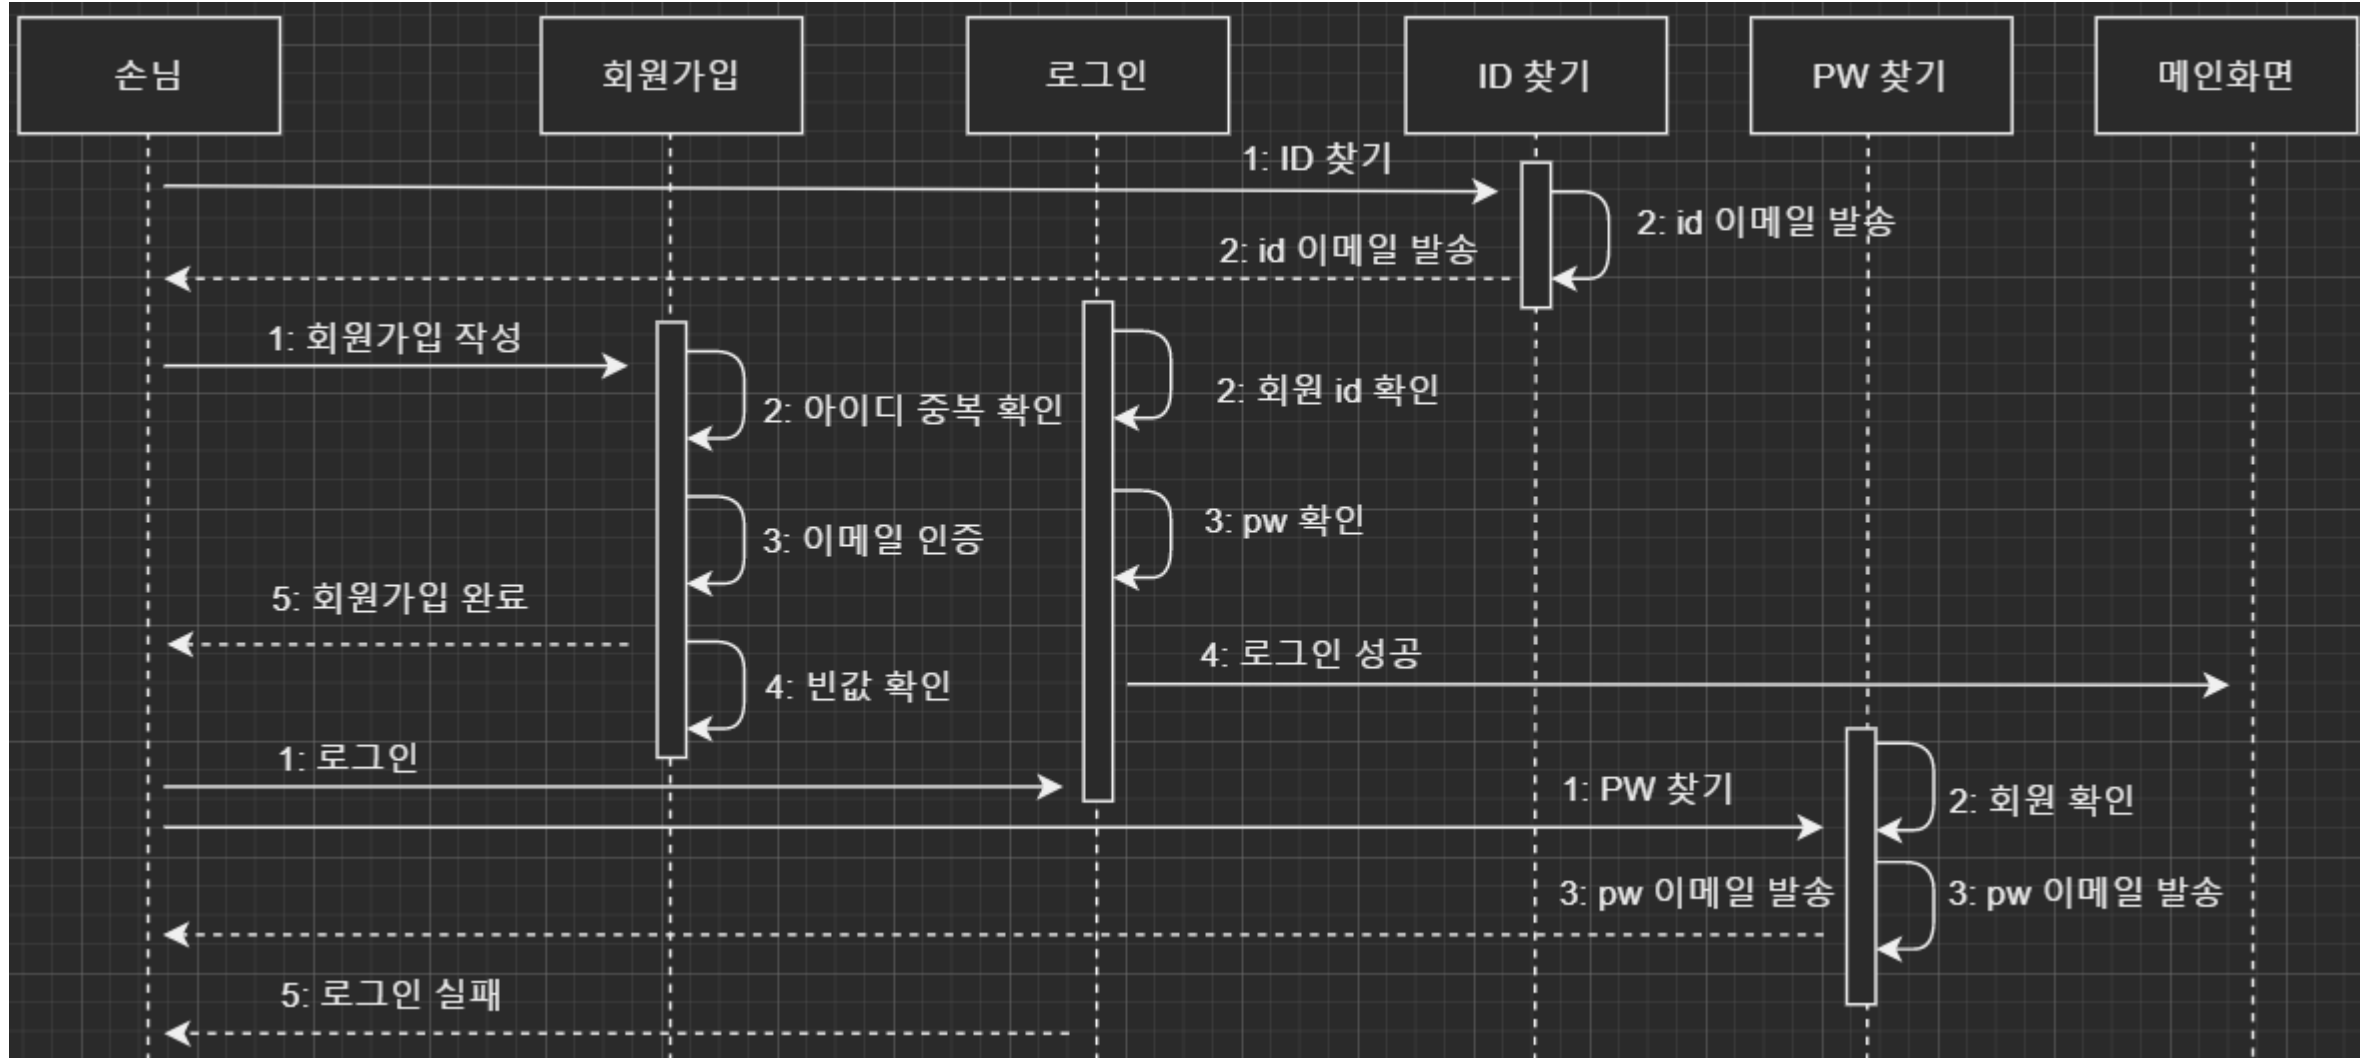 손님
회원가입
로그인
ID 찾기
PW 찾기
메인화면
1: ID 찾기
2: id 이메일 발송
2: id 이메일 발송
1: 회원가입 작성
2: 회원 id 확인
2: 아이디 중복 확인
3: pw 확인
3: 이메일 인증
5: 회원가입 완료
4: 로그인 성공
4: 빈값 확인
1: 로그인
1: PW 찾기
2: 회원 확인
3: pw 이메일 발송
3: pw 이메일 발송
5: 로그인 실패